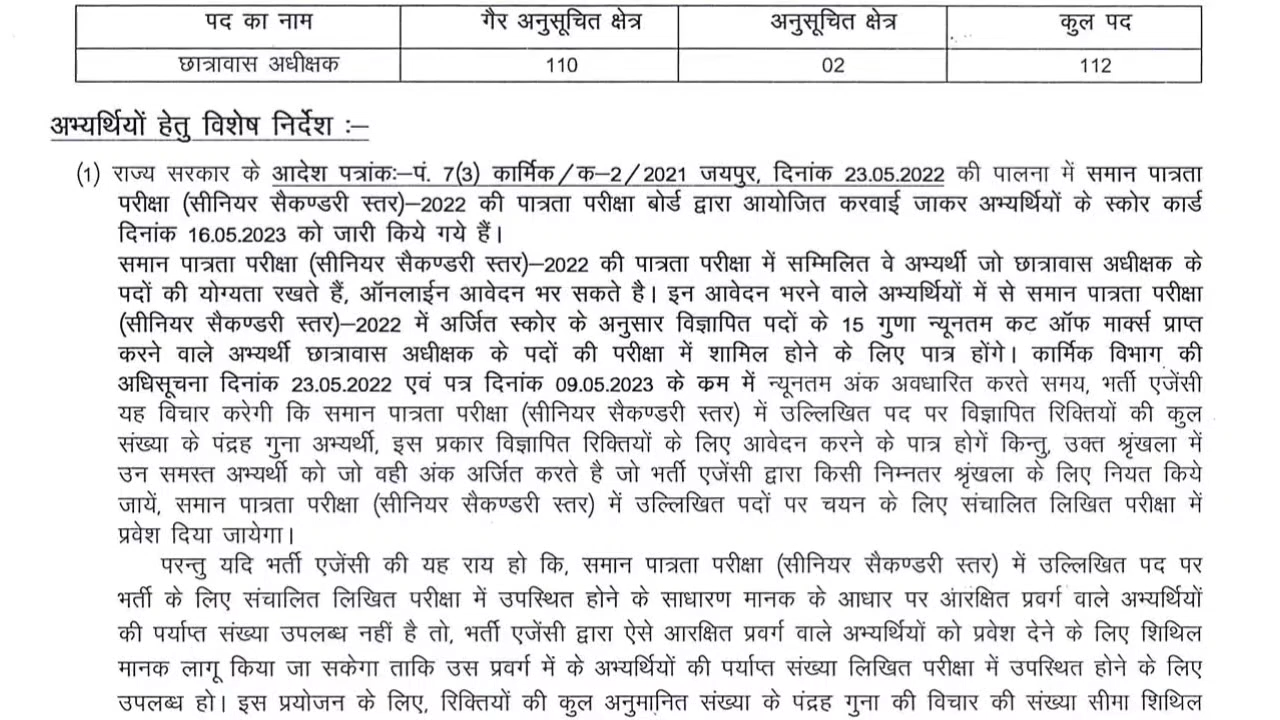 पद का नाम गैर अनुसूचित क्षेत्र अनुसूचित क्षेत्र कुल पद
छात्रावास अधीक्षक 110 02 112
अभ्यर्थियों हेतु विशेष निर्देश :–
(1) राज्य सरकार के आदेश पत्रांकः–पं. 7(3) कार्मिक/क–2/2021 जयपुर, दिनांक 23.05.2022 की पालना में समान पात्रता
परीक्षा (सीनियर सैकण्डरी स्तर)–2022 की पात्रता परीक्षा बोर्ड द्वारा आयोजित करवाई जाकर अभ्यर्थियों के स्कोर कार्ड
दिनांक 16.05.2023 को जारी किये गये हैं।
समान पात्रता परीक्षा (सीनियर सैकण्डरी स्तर)–2022 की पात्रता परीक्षा में सम्मिलित वे अभ्यर्थी जो छात्रावास अधीक्षक के
पदों की योग्यता रखते हैं, ऑनलाईन आवेदन भर सकते है। इन आवेदन भरने वाले अभ्यर्थियों में से समान पात्रता परीक्षा
(सीनियर सैकण्डरी स्तर)–2022 में अर्जित स्कोर के अनुसार विज्ञापित पदों के 15 गुणा न्यूनतम कट ऑफ मार्क्स प्राप्त
करने वाले अभ्यर्थी छात्रावास अधीक्षक के पदों की परीक्षा में शामिल होने के लिए पात्र होंगे। कार्मिक विभाग की
अधिसूचना दिनांक 23.05.2022 एवं पत्र दिनांक 09.05.2023 के कम में न्यूनतम अंक अवधारित करते समय, भर्ती एजेंसी
यह विचार करेगी कि समान पात्रता परीक्षा (सीनियर सैकण्डरी स्तर) में उल्लिखित पद पर विज्ञापित रिक्तियों की कुल
संख्या के पंद्रह गुना अभ्यर्थी, इस प्रकार विज्ञापित रिक्तियों के लिए आवेदन करने के पात्र होगें किन्तु, उक्त श्रृंखला में
उन समस्त अभ्यर्थी को जो वही अंक अर्जित करते है जो भर्ती एजेंसी द्वारा किसी निम्नतर श्रृंखला के लिए नियत किये
जायें, समान पात्रता परीक्षा (सीनियर सैकण्डरी स्तर) में उल्लिखित पदों पर चयन के लिए संचालित लिखित परीक्षा में
प्रवेश दिया जायेगा।
परन्तु यदि भर्ती एजेंसी की यह राय हो कि, समान पात्रता परीक्षा (सीनियर सैकण्डरी स्तर) में उल्लिखित पद पर
भर्ती के लिए संचालित लिखित परीक्षा में उपस्थित होने के साधारण मानक के आधार पर आंरक्षित प्रवर्ग वाले अभ्यर्थियों
की पर्याप्त संख्या उपलब्ध नहीं है तो, भर्ती एजेंसी द्वारा ऐसे आरक्षित प्रवर्ग वाले अभ्यर्थियों को प्रवेश देने के लिए शिथिल
मानक लागू किया जा सकेगा ताकि उस प्रवर्ग में के अभ्यर्थियों की पर्याप्त संख्या लिखित परीक्षा में उपस्थित होने के लिए
उपलब्ध हो। इस प्रयोजन के लिए, रिक्तियों की कुल अनुमानित संख्या के पंद्रह गुना की विचार की संख्या सीमा शिथिल